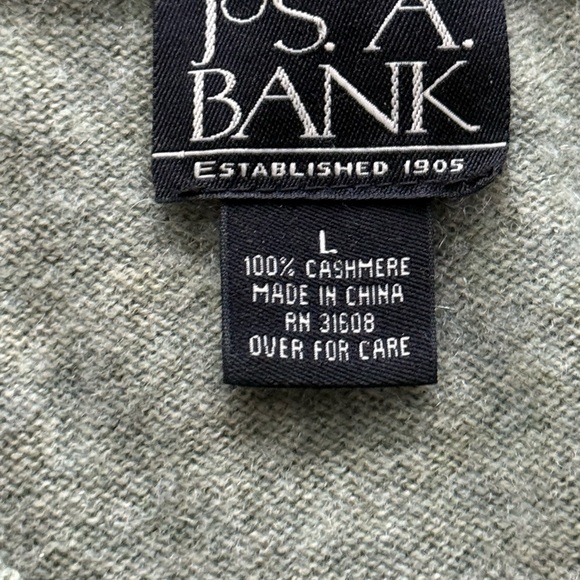 JoS. A.
BANK
ESTABLISHED 1905
L
100% CASHMERE
MADE IN CHINA
RN 31608
OVER FOR CARE